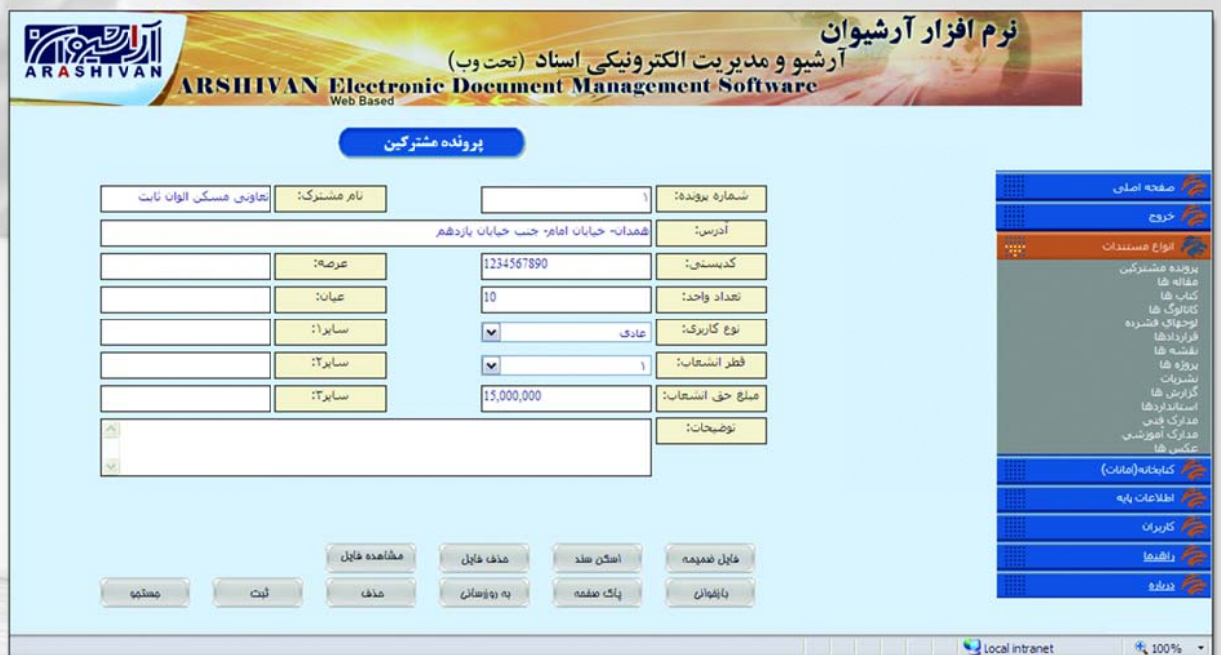 نرم افزار آرشیوان
آرشیو و مدیریت الکترونیکی اسناد (تحت وب)
ARSHIVAN Electronic Document Management Software
Web Based
آرشیوان
ARASHIVAN
پرونده مشترکین
صفحه اصلی
خروج
انواع مستندات
پرونده مشترکین
مقاله ها
کتاب ها
کاتالوگ ها
لوحهای فشرده
قراردادها
نقشه ها
پروژه ها
نشریات
گزارش ها
استانداردها
مدارک فنی
مدارک آموزشی
عکس ها
کتابخانه(امانات)
اطلاعات پایه
کاربران
راهنما
درباره
شماره پرونده: ۱ نام مشترک: تعاونی مسکن الوان ثابت
آدرس: همدان- خیابان امام- جنب خیابان یازدهم
کدپستی: 1234567890 عرصه:
تعداد واحد: 10 عیان:
نوع کاربری: عادی سایر۱:
قطر انشعاب: ۱ سایر۲:
مبلغ حق انشعاب: 15,000,000 سایر۳:
توضیحات:
فایل ضمیمه اسکن سند حذف فایل مشاهده فایل
بازخوانی پاک صفحه به روزرسانی حذف ثبت جستجو
Local intranet 100%